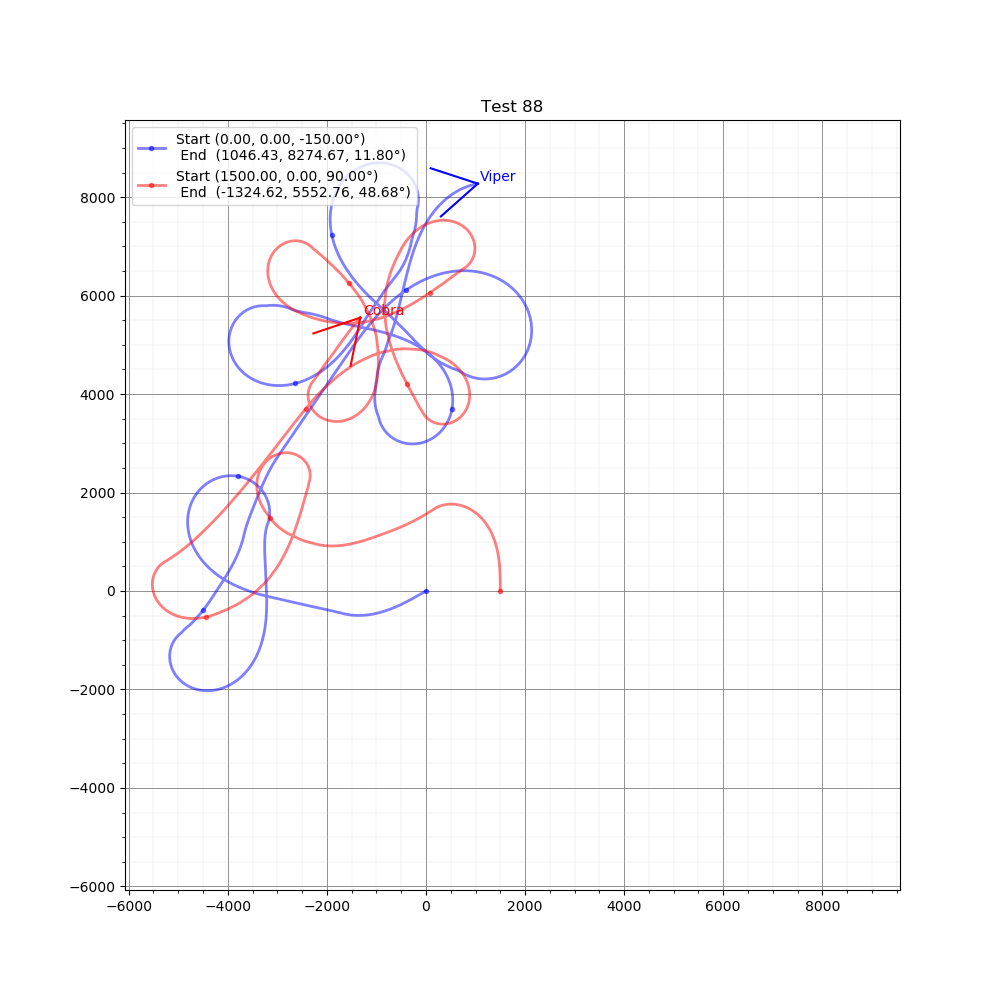 Test 88
Start (0.00, 0.00, -150.00°)
End  (1046.43, 8274.67, 11.80°)
Start (1500.00, 0.00, 90.00°)
End  (-1324.62, 5552.76, 48.68°)
Viper
Cobra
8000
6000
4000
2000
0
−2000
−4000
−6000
−6000 −4000 −2000 0 2000 4000 6000 8000